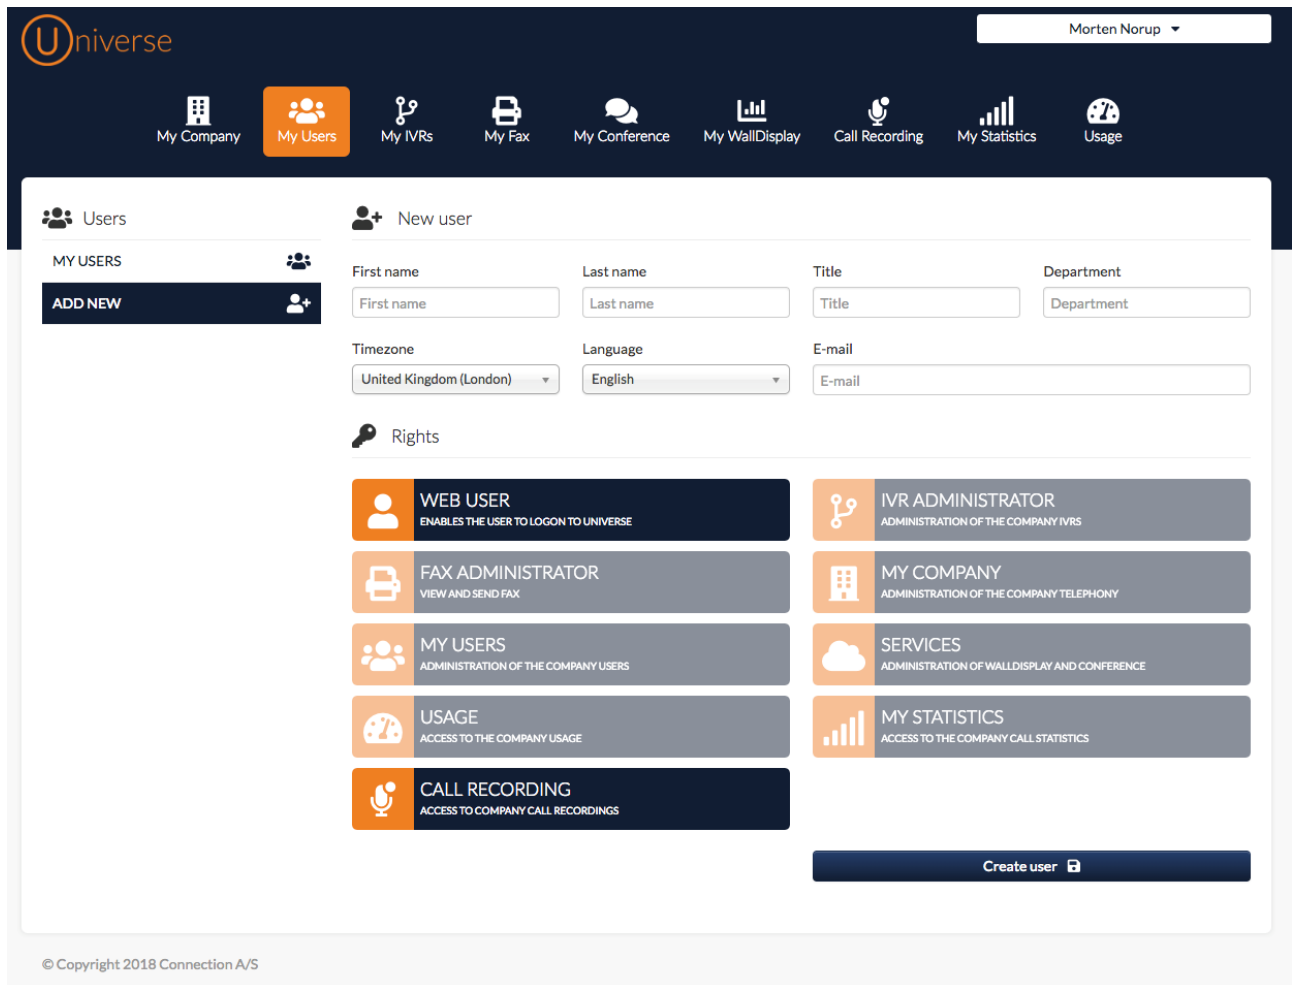 Universe
Morten Norup
My Company
My Users
My IVRs
My Fax
My Conference
My WallDisplay
Call Recording
My Statistics
Usage
Users
MY USERS
ADD NEW
New user
First name
Last name
Title
Department
First name
Last name
Title
Department
Timezone
Language
E-mail
United Kingdom (London)
English
E-mail
Rights
WEB USER
ENABLES THE USER TO LOGON TO UNIVERSE
IVR ADMINISTRATOR
ADMINISTRATION OF THE COMPANY IVRS
FAX ADMINISTRATOR
VIEW AND SEND FAX
MY COMPANY
ADMINISTRATION OF THE COMPANY TELEPHONY
MY USERS
ADMINISTRATION OF THE COMPANY USERS
SERVICES
ADMINISTRATION OF WALLDISPLAY AND CONFERENCE
USAGE
ACCESS TO THE COMPANY USAGE
MY STATISTICS
ACCESS TO THE COMPANY CALL STATISTICS
CALL RECORDING
ACCESS TO COMPANY CALL RECORDINGS
Create user
© Copyright 2018 Connection A/S